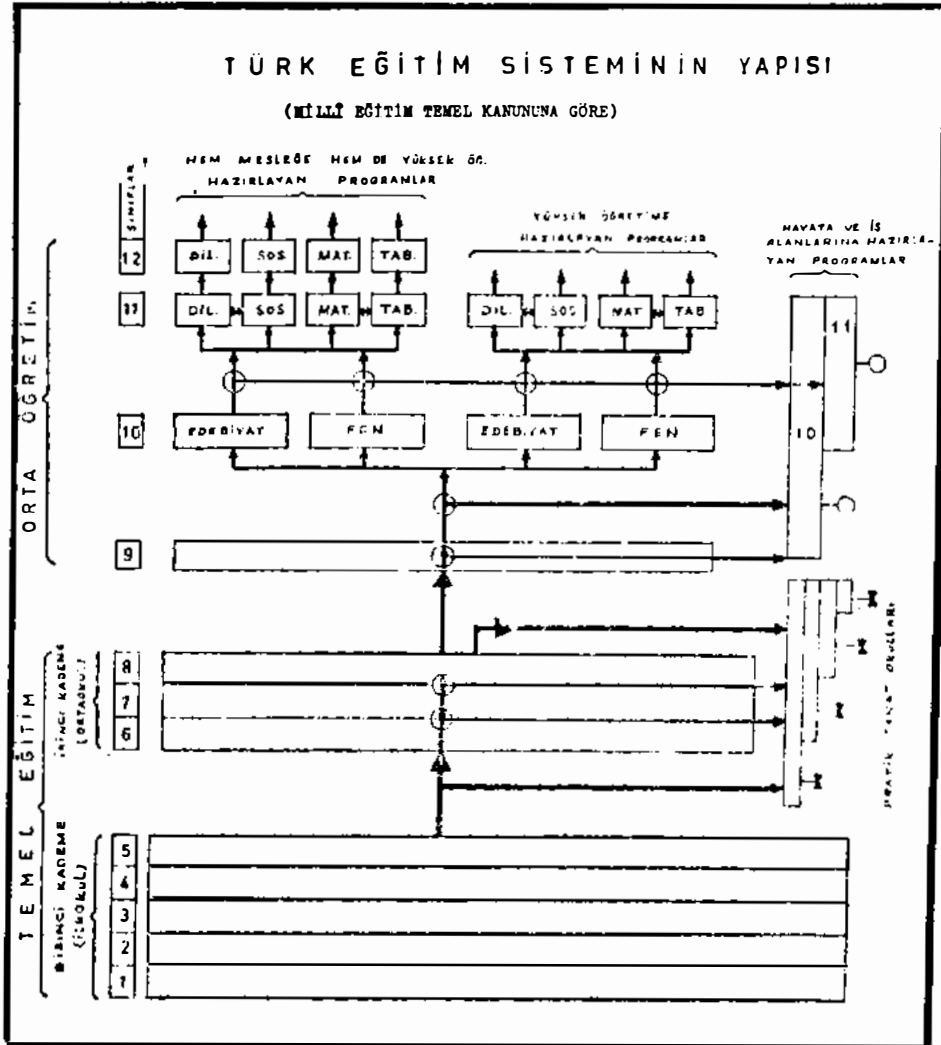 TÜRK EĞİTİM SİSTEMİNİN YAPISI
(MİLLÎ EĞİTİM TEMEL KANUNUNA GÖRE)
SINIFLAR
HEM MESLEĞE HEM DE YÜKSEK ÖĞ.
HAZIRLAYAN PROGRAMLAR
YÜKSEK ÖĞRETİME
HAZIRLAYAN PROGRAMLAR
HAYATA VE İŞ
ALANLARINA HAZIRLA-
YAN PROGRAMLAR
ORTA ÖĞRETİM
12
DİL. SOS MAT. TAB.
11
DİL. SOS MAT. TAB.
DİL. SOS MAT TAB
11
10
EDEBİYAT FEN EDEBİYAT FEN
10
9
TEMEL EĞİTİM
İKİNCİ KADEME
(ORTAOKUL)
8
7
6
PRATİK SANAT OKULLARI
BİRİNCİ KADEME
(İLKOKUL)
5
4
3
2
1